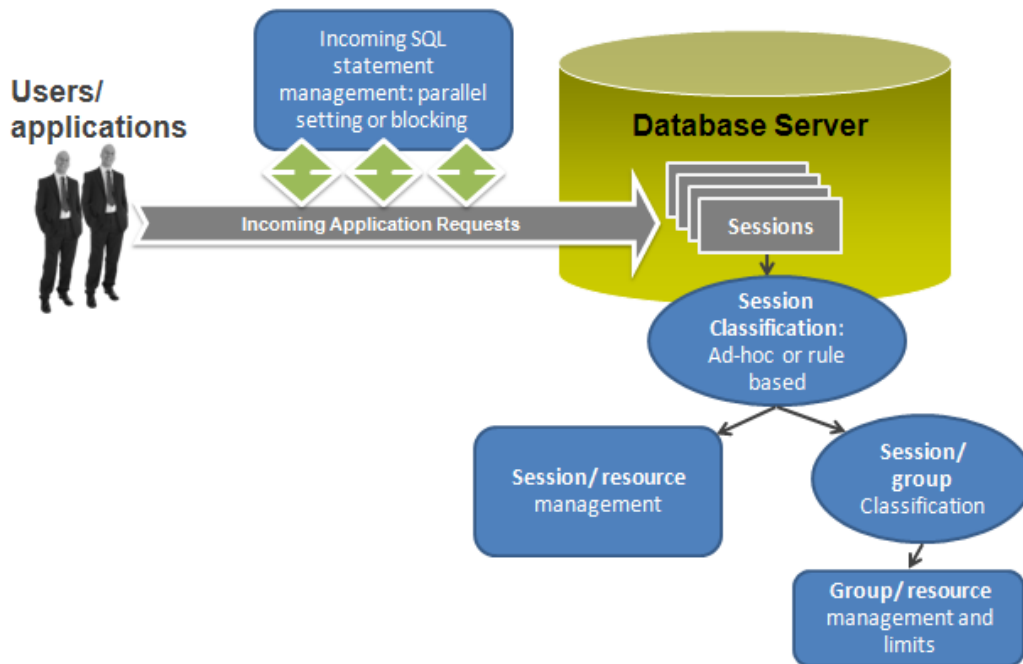 Incoming SQL
statement
management: parallel
setting or blocking
Users/
applications
Database Server
Incoming Application Requests
Sessions
Session
Classification:
Ad-hoc or rule
based
Session/ resource
management
Session/
group
Classification
Group/ resource
management and
limits